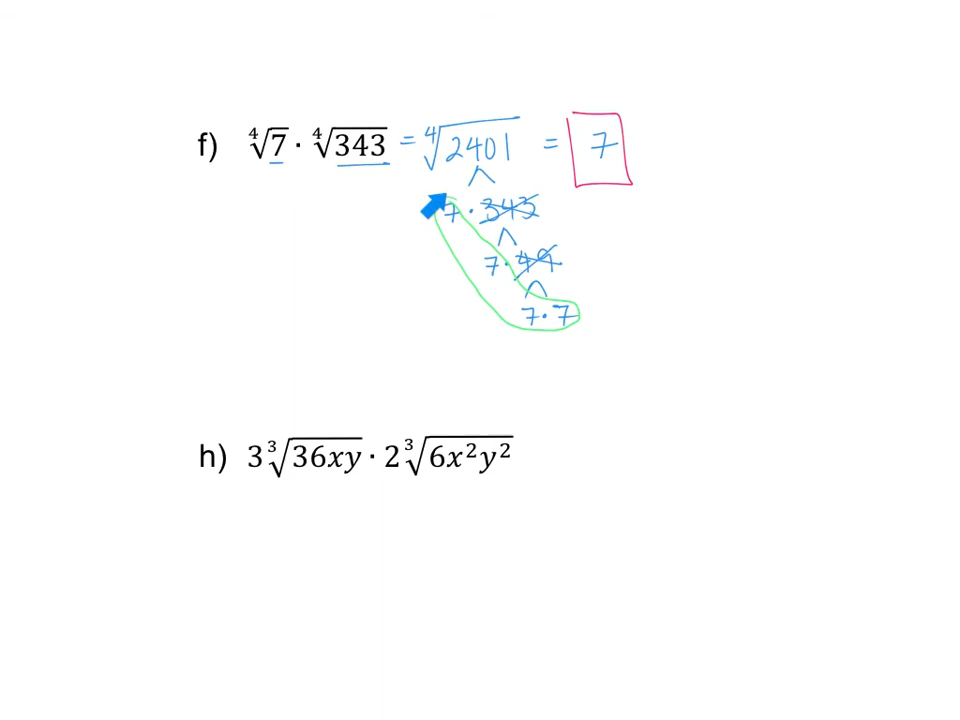 f) ∜7 · ∜343 = ∜2401 = 7
7 · 343
7 · 49
7 · 7
h) 3∛36xy · 2∛6x²y²